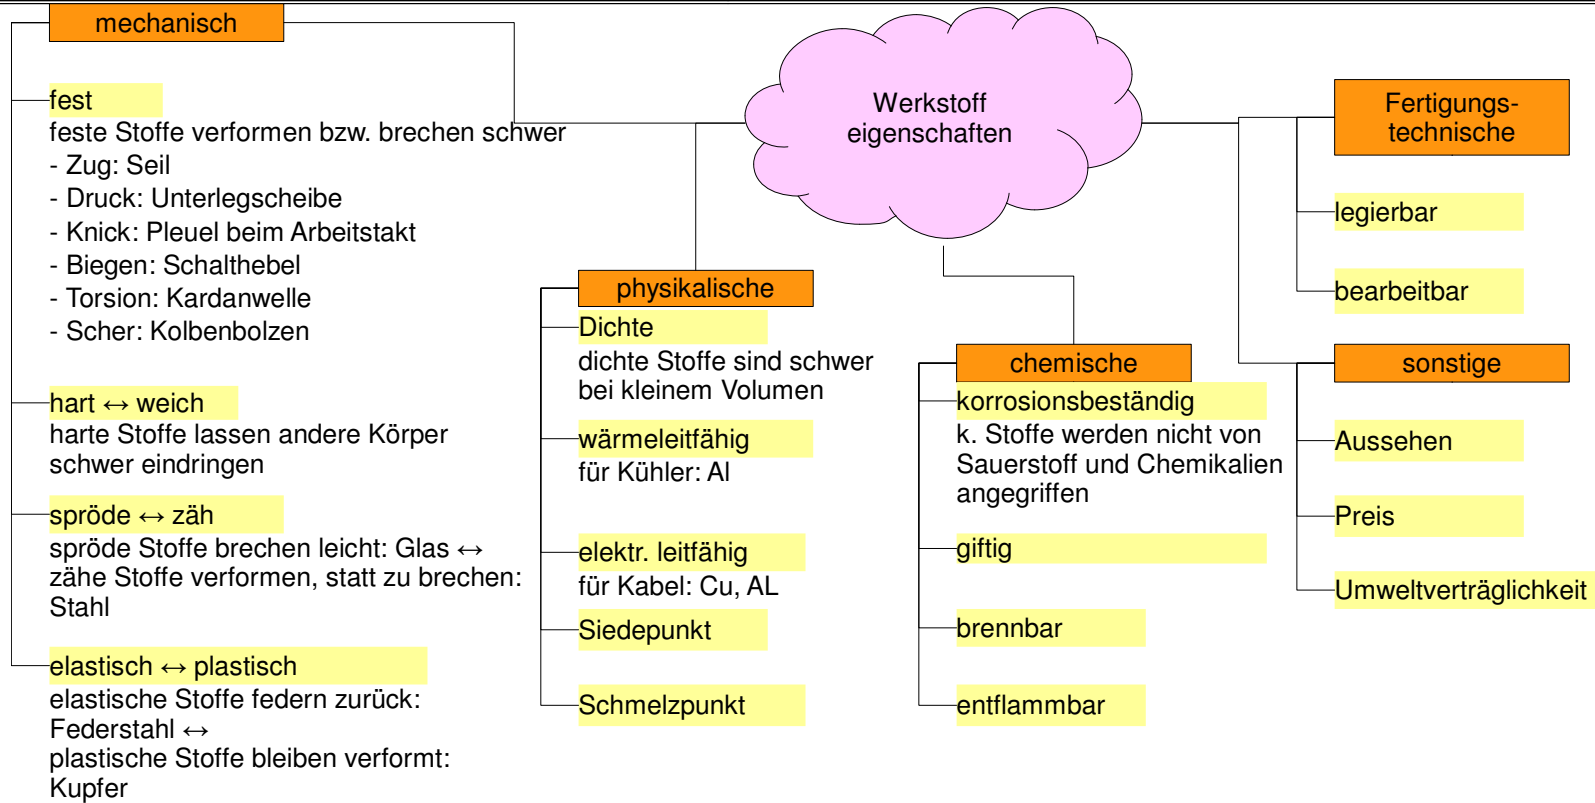 mechanisch
fest
feste Stoffe verformen bzw. brechen schwer
- Zug: Seil
- Druck: Unterlegscheibe
- Knick: Pleuel beim Arbeitstakt
- Biegen: Schalthebel
- Torsion: Kardanwelle
- Scher: Kolbenbolzen
hart ↔ weich
harte Stoffe lassen andere Körper
schwer eindringen
spröde ↔ zäh
spröde Stoffe brechen leicht: Glas ↔
zähe Stoffe verformen, statt zu brechen:
Stahl
elastisch ↔ plastisch
elastische Stoffe federn zurück:
Federstahl ↔
plastische Stoffe bleiben verformt:
Kupfer
Werkstoff
eigenschaften
physikalische
Dichte
dichte Stoffe sind schwer
bei kleinem Volumen
wärmeleitfähig
für Kühler: Al
elektr. leitfähig
für Kabel: Cu, AL
Siedepunkt
Schmelzpunkt
chemische
korrosionsbeständig
k. Stoffe werden nicht von
Sauerstoff und Chemikalien
angegriffen
giftig
brennbar
entflammbar
Fertigungs-
technische
legierbar
bearbeitbar
sonstige
Aussehen
Preis
Umweltverträglichkeit